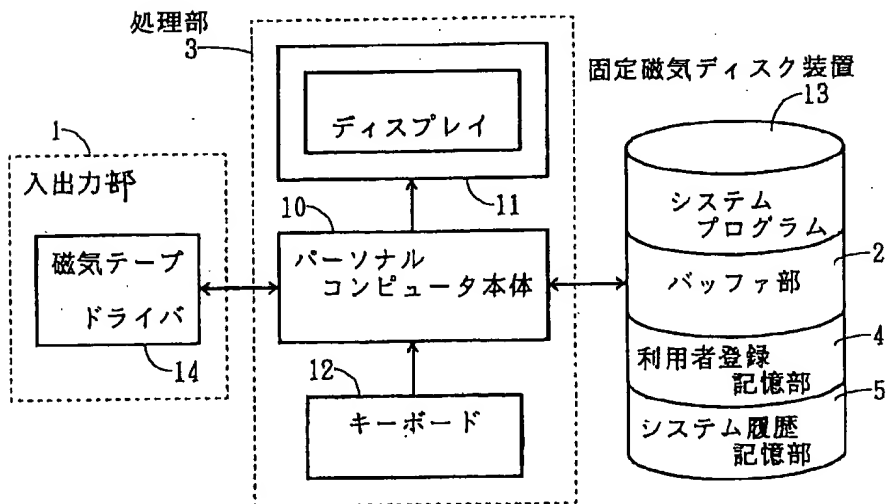 処理部
3
ディスプレイ
11
1
入出力部
磁気テープ
ドライバ
14
10
パーソナル
コンピュータ本体
12
キーボード
固定磁気ディスク装置
13
システム
プログラム
2
バッファ部
4
利用者登録
記憶部
5
システム履歴
記憶部